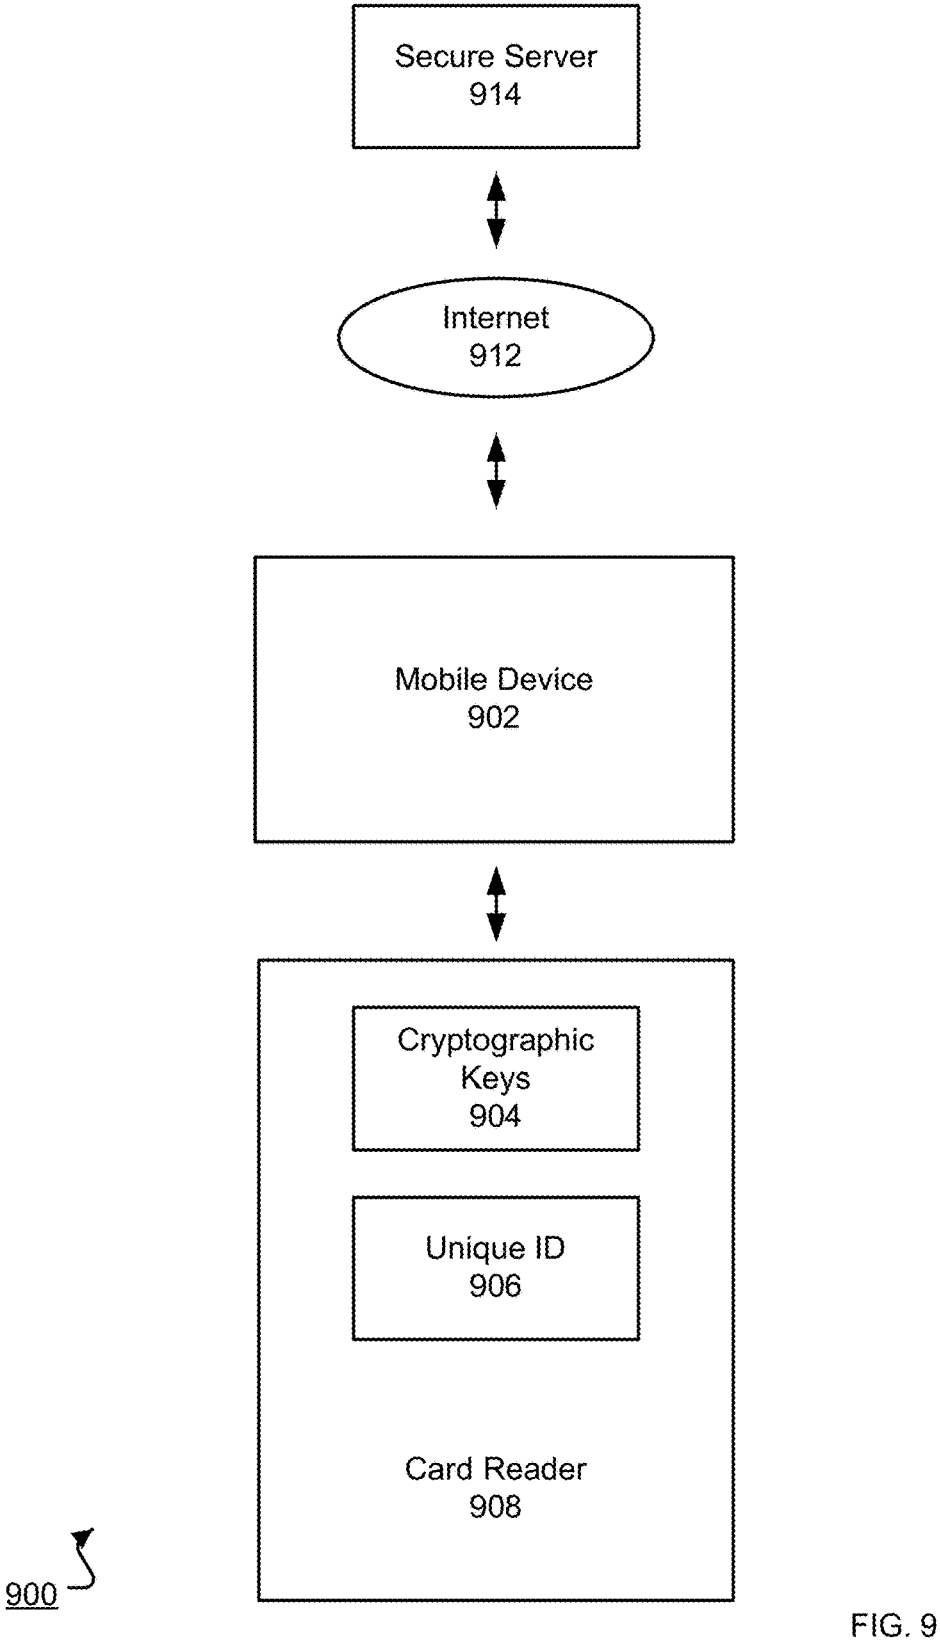 Secure Server
914
Internet
912
Mobile Device
902
Cryptographic
Keys
904
Unique ID
906
Card Reader
908
900
FIG. 9